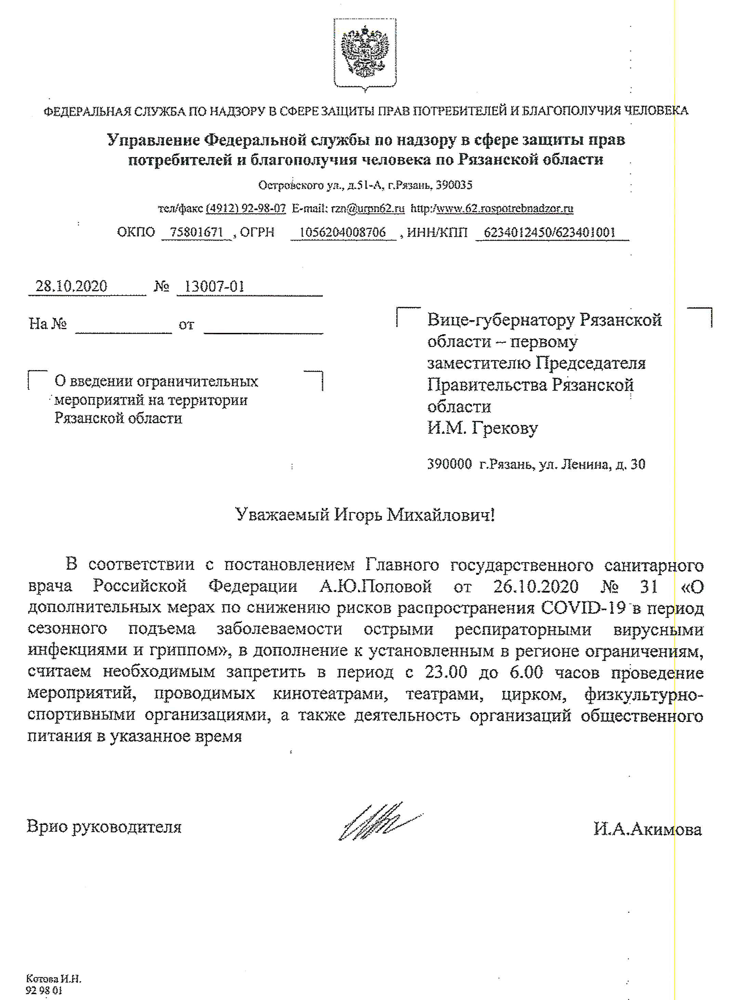 ФЕДЕРАЛЬНАЯ СЛУЖБА ПО НАДЗОРУ В СФЕРЕ ЗАЩИТЫ ПРАВ ПОТРЕБИТЕЛЕЙ И БЛАГОПОЛУЧИЯ ЧЕЛОВЕКА
Управление Федеральной службы по надзору в сфере защиты прав
потребителей и благополучия человека по Рязанской области
Островского ул., д.51-А, г.Рязань, 390035
тел/факс (4912) 92-98-07 E-mail: rzn@urpn62.ru http:/www.62.rospotrebnadzor.ru
ОКПО 75801671 , ОГРН 1056204008706 , ИНН/КПП 6234012450/623401001
28.10.2020 № 13007-01
На № от
О введении ограничительных
мероприятий на территории
Рязанской области
Вице-губернатору Рязанской
области – первому
заместителю Председателя
Правительства Рязанской
области
И.М. Грекову
390000 г.Рязань, ул. Ленина, д. 30
Уважаемый Игорь Михайлович!
В соответствии с постановлением Главного государственного санитарного
врача Российской Федерации А.Ю.Поповой от 26.10.2020 № 31 «О
дополнительных мерах по снижению рисков распространения COVID-19 в период
сезонного подъема заболеваемости острыми респираторными вирусными
инфекциями и гриппом», в дополнение к установленным в регионе ограничениям,
считаем необходимым запретить в период с 23.00 до 6.00 часов проведение
мероприятий, проводимых кинотеатрами, театрами, цирком, физкультурно-
спортивными организациями, а также деятельность организаций общественного
питания в указанное время
Врио руководителя И.А.Акимова
Котова И.Н.
92 98 01